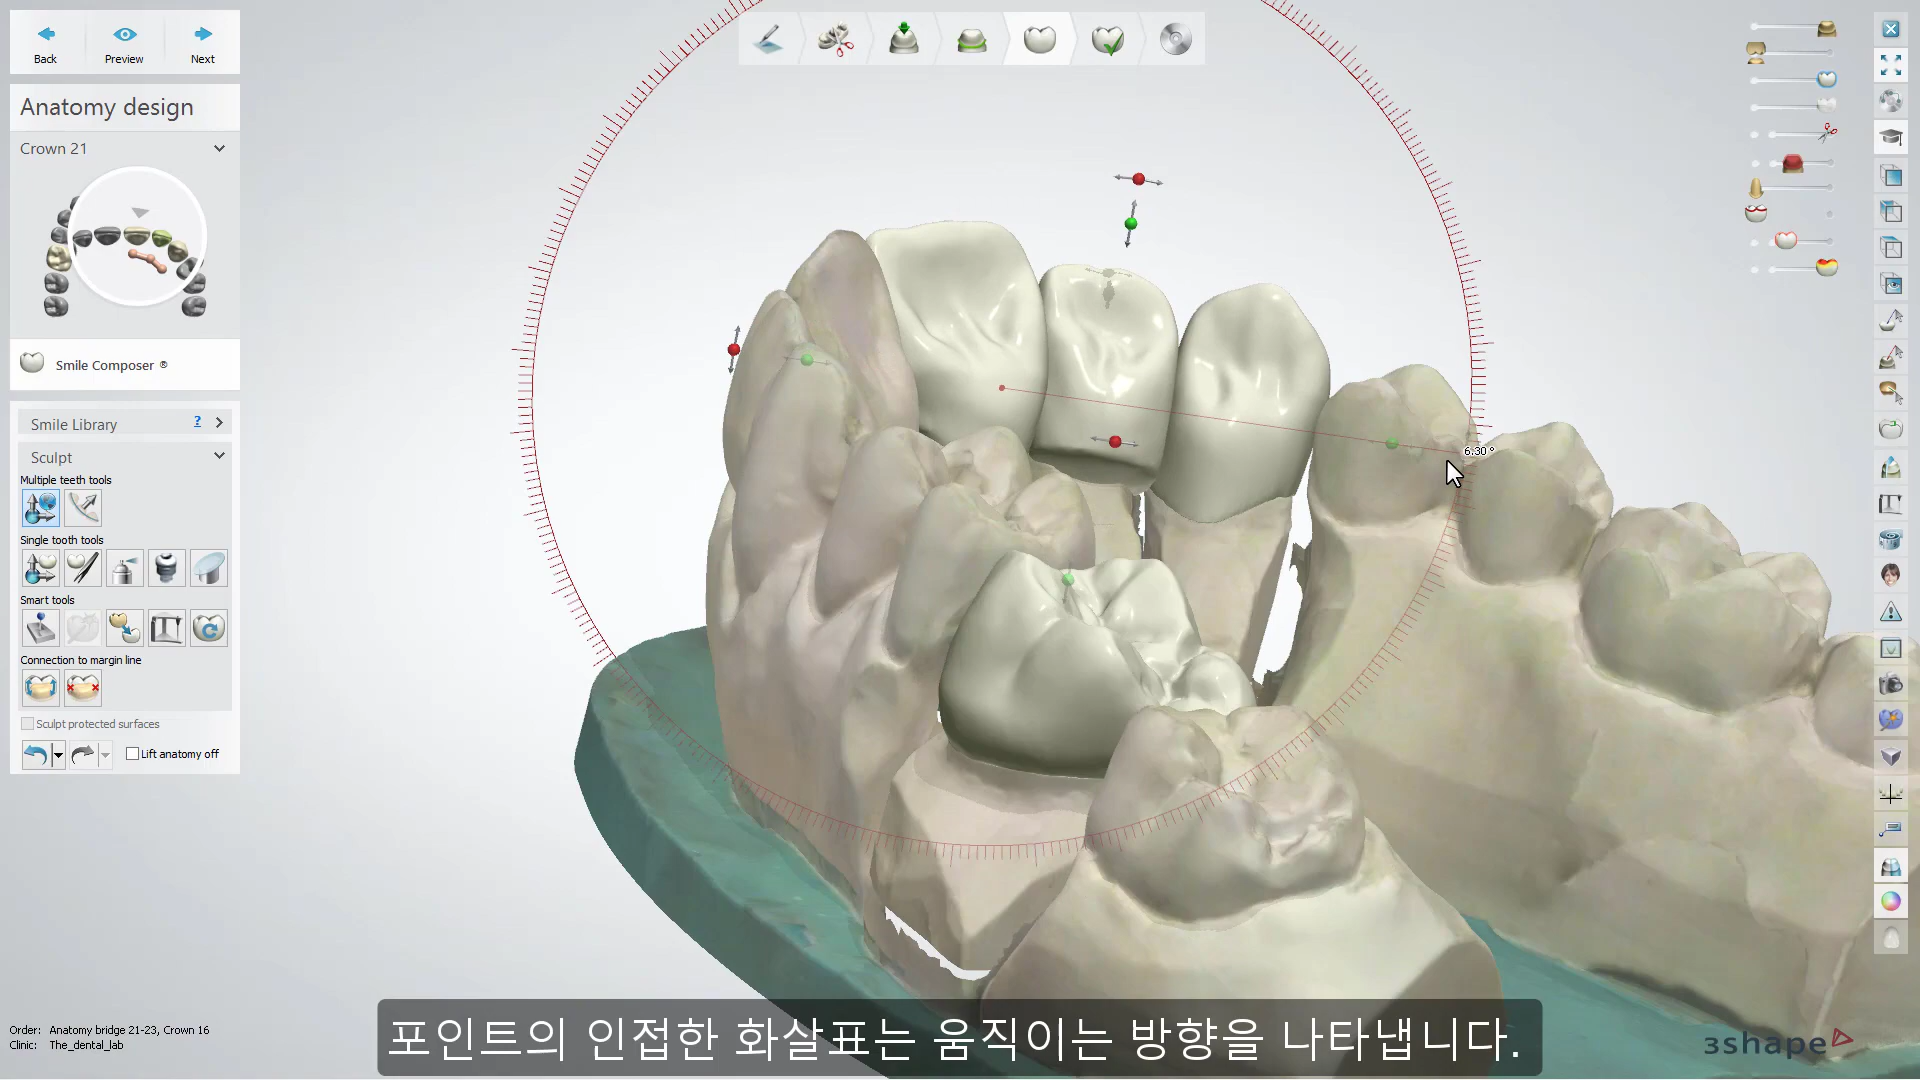 Back
Preview
Next
Anatomy design
Crown 21
Smile Composer ®
Smile Library ?
Sculpt
Multiple teeth tools
Single tooth tools
Smart tools
Connection to margin line
Sculpt protected surfaces
Lift anatomy off
6.30 °
Order: Anatomy bridge 21-23, Crown 16
Clinic: The_dental_lab
포인트의 인접한 화살표는 움직이는 방향을 나타냅니다.
3shape